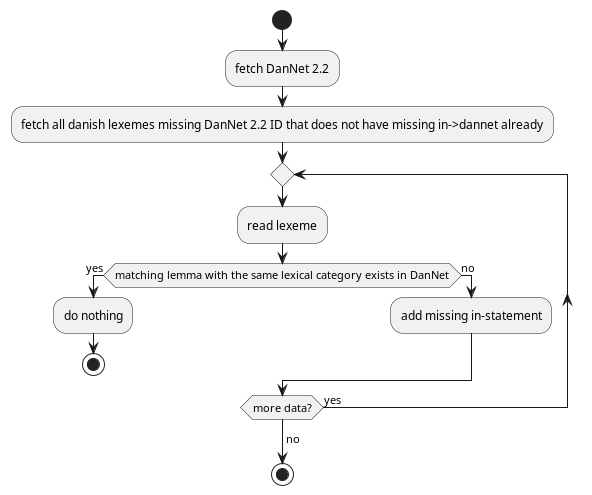 fetch DanNet 2.2
fetch all danish lexemes missing DanNet 2.2 ID that does not have missing in->dannet already
read lexeme
yes
matching lemma with the same lexical category exists in DanNet
no
do nothing
add missing in-statement
more data?
yes
no